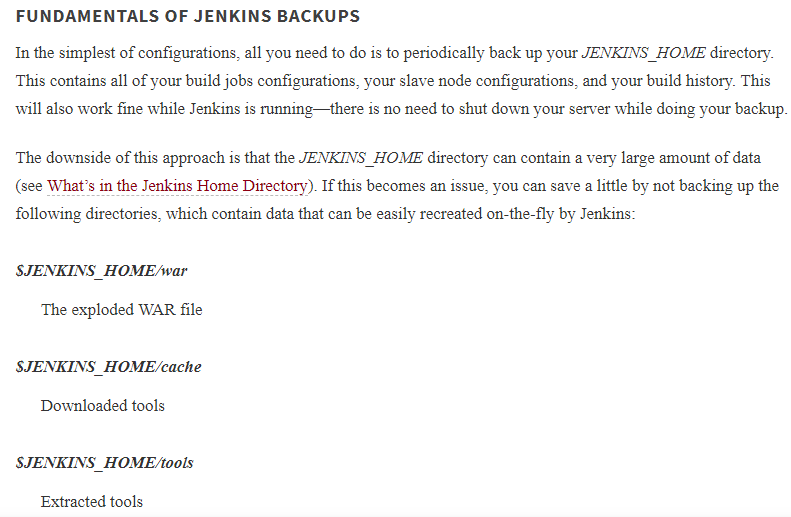 FUNDAMENTALS OF JENKINS BACKUPS
In the simplest of configurations, all you need to do is to periodically back up your JENKINS_HOME directory.
This contains all of your build jobs configurations, your slave node configurations, and your build history. This
will also work fine while Jenkins is running—there is no need to shut down your server while doing your backup.
The downside of this approach is that the JENKINS_HOME directory can contain a very large amount of data
(see What’s in the Jenkins Home Directory). If this becomes an issue, you can save a little by not backing up the
following directories, which contain data that can be easily recreated on-the-fly by Jenkins:
$JENKINS_HOME/war
The exploded WAR file
$JENKINS_HOME/cache
Downloaded tools
$JENKINS_HOME/tools
Extracted tools